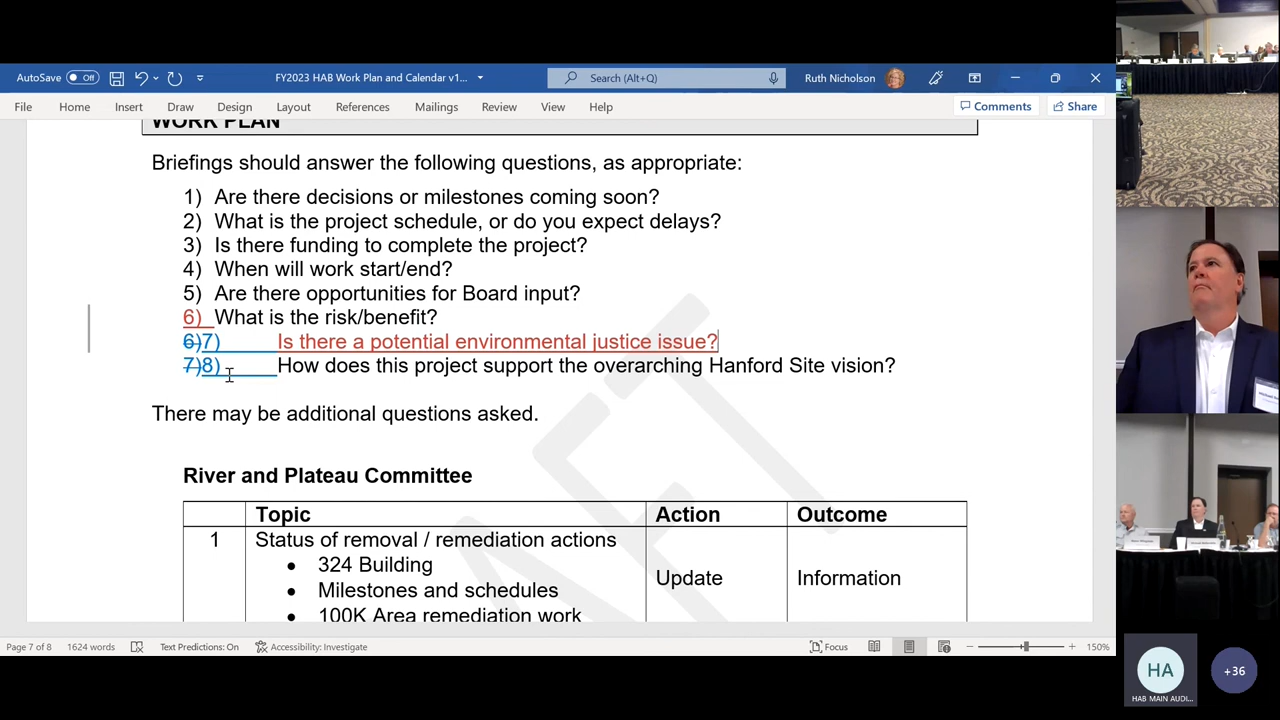 AutoSave Off FY2023 HAB Work Plan and Calendar v1... Search (Alt+Q) Ruth Nicholson
File Home Insert Draw Design Layout References Mailings Review View Help Comments Share
WORK PLAN
Briefings should answer the following questions, as appropriate:
1) Are there decisions or milestones coming soon?
2) What is the project schedule, or do you expect delays?
3) Is there funding to complete the project?
4) When will work start/end?
5) Are there opportunities for Board input?
6) What is the risk/benefit?
6)7) Is there a potential environmental justice issue?
7)8) How does this project support the overarching Hanford Site vision?
There may be additional questions asked.
River and Plateau Committee
Topic Action Outcome
1 Status of removal / remediation actions
• 324 Building
Update Information
• Milestones and schedules
• 100K Area remediation work
Page 7 of 8 1624 words Text Predictions: On Accessibility: Investigate Focus 150%
HA
HAB MAIN AUDI...
+36